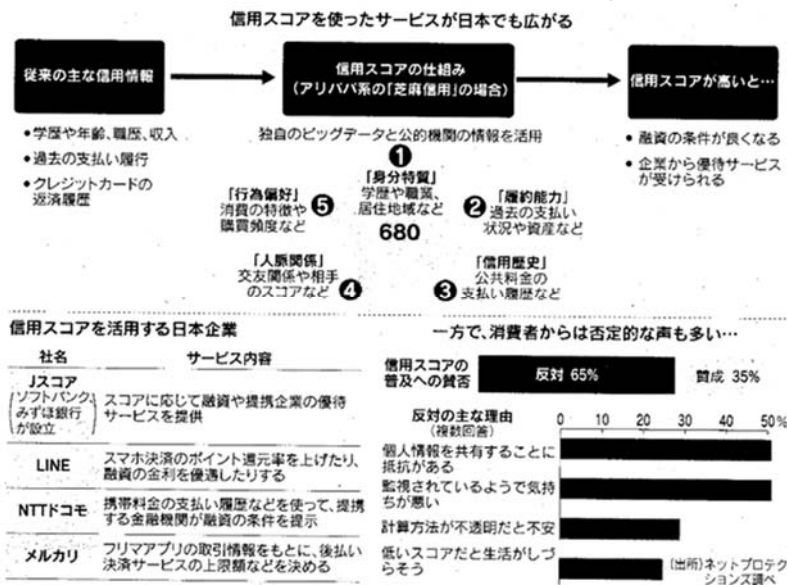 信用スコアを使ったサービスが日本でも広がる
従来の主な信用情報
信用スコアの仕組み
(アリババ系の「芝麻信用」の場合)
信用スコアが高いと…
• 学歴や年齢、職歴、収入
• 過去の支払い履行
• クレジットカードの
返済履歴
独自のビッグデータと公的機関の情報を活用
❶
「身分特質」
学歴や職業、
居住地域など
680
❷
「履約能力」
過去の支払い
状況や資産など
❸
「信用歴史」
公共料金の
支払い履歴など
❹
「人脈関係」
交友関係や相手
のスコアなど
❺
「行為偏好」
消費の特徴や
購買頻度など
• 融資の条件が良くなる
• 企業から優待サービス
が受けられる
信用スコアを活用する日本企業
社名 サービス内容
Jスコア
(ソフトバンク、
みずほ銀行
が設立)
スコアに応じて融資や提携企業の優待
サービスを提供
LINE
スマホ決済のポイント還元率を上げたり、
融資の金利を優遇したりする
NTTドコモ
携帯料金の支払い履歴などを使って、提携
する金融機関が融資の条件を提示
メルカリ
フリマアプリの取引情報をもとに、後払い
決済サービスの上限額などを決める
一方で、消費者からは否定的な声も多い…
信用スコアの
普及への賛否
反対 65% 賛成 35%
反対の主な理由
(複数回答)
0 10 20 30 40 50%
個人情報を共有することに
抵抗がある
監視されているようで気持
ちが悪い
計算方法が不透明だと不安
低いスコアだと生活がしづ
らそう
(出所)ネットプロテク
ションズ調べ